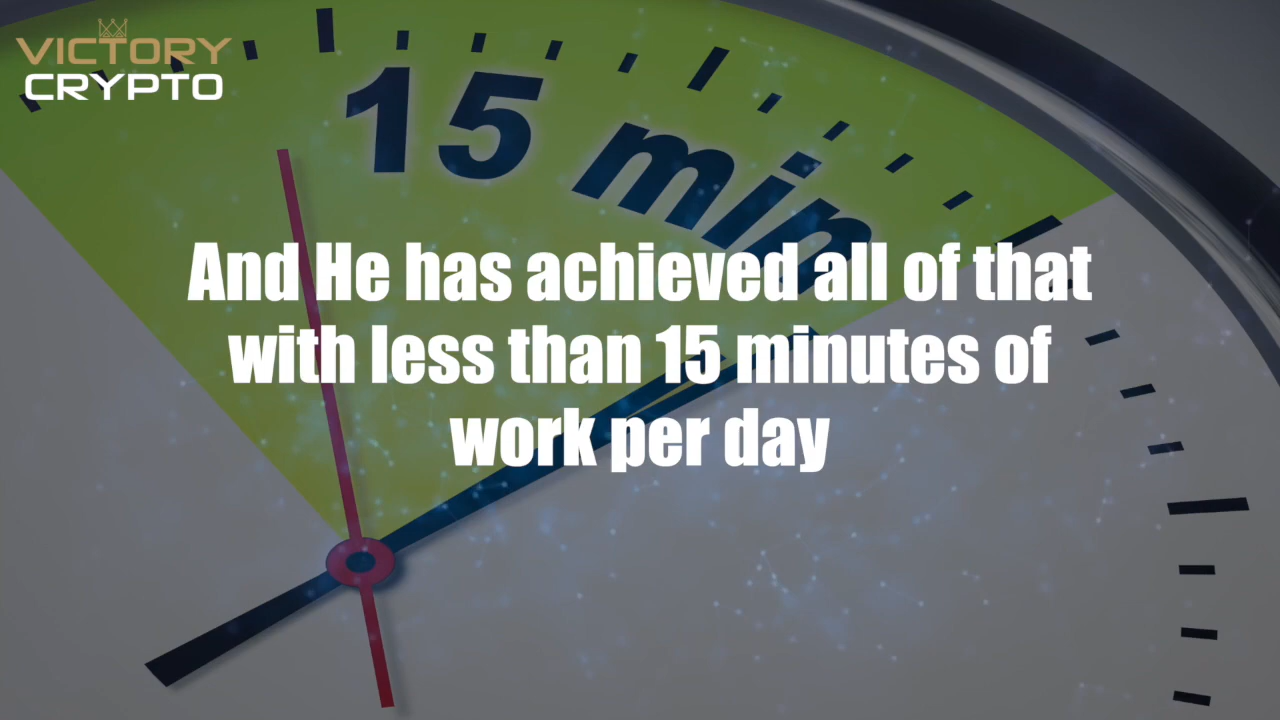 VICTORY
CRYPTO
15 min
And He has achieved all of that
with less than 15 minutes of
work per day